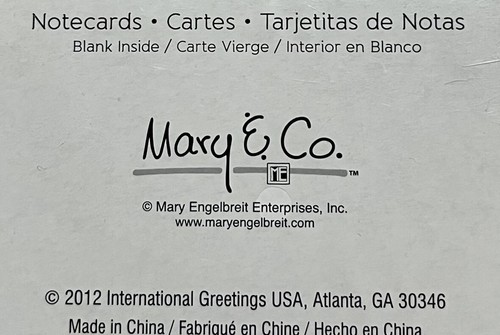 Notecards • Cartes • Tarjetitas de Notas
Blank Inside / Carte Vierge / Interior en Blanco
Mary & Co.
ME ™
© Mary Engelbreit Enterprises, Inc.
www.maryengelbreit.com
© 2012 International Greetings USA, Atlanta, GA 30346
Made in China / Fabriqué en Chine / Hecho en China